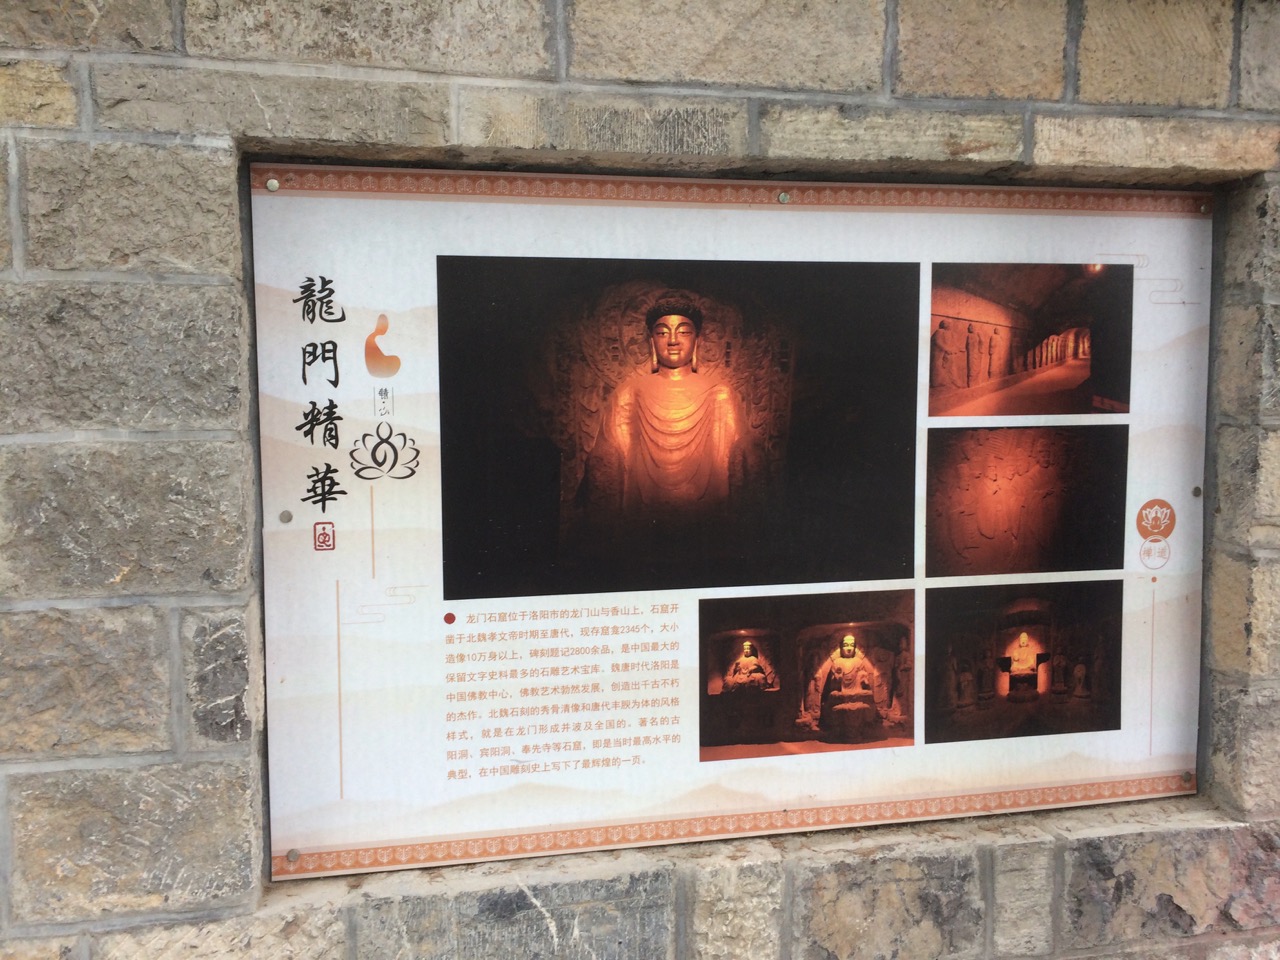 龍門精華
龙门石窟位于洛阳市的龙门山与香山上，石窟开
凿于北魏孝文帝时期至唐代，现存窟龛2345个，大小
造像10万身以上，碑刻题记2800余品，是中国最大的
保留文字史料最多的石雕艺术宝库。魏唐时代洛阳是
中国佛教中心，佛教艺术勃然发展，创造出千古不朽
的杰作。北魏石刻的秀骨清像和唐代丰腴为体的风格
样式，就是在龙门形成并波及全国的。著名的古
阳洞、宾阳洞、奉先寺等石窟，即是当时最高水平的
典型，在中国雕刻史上写下了最辉煌的一页。
禅道